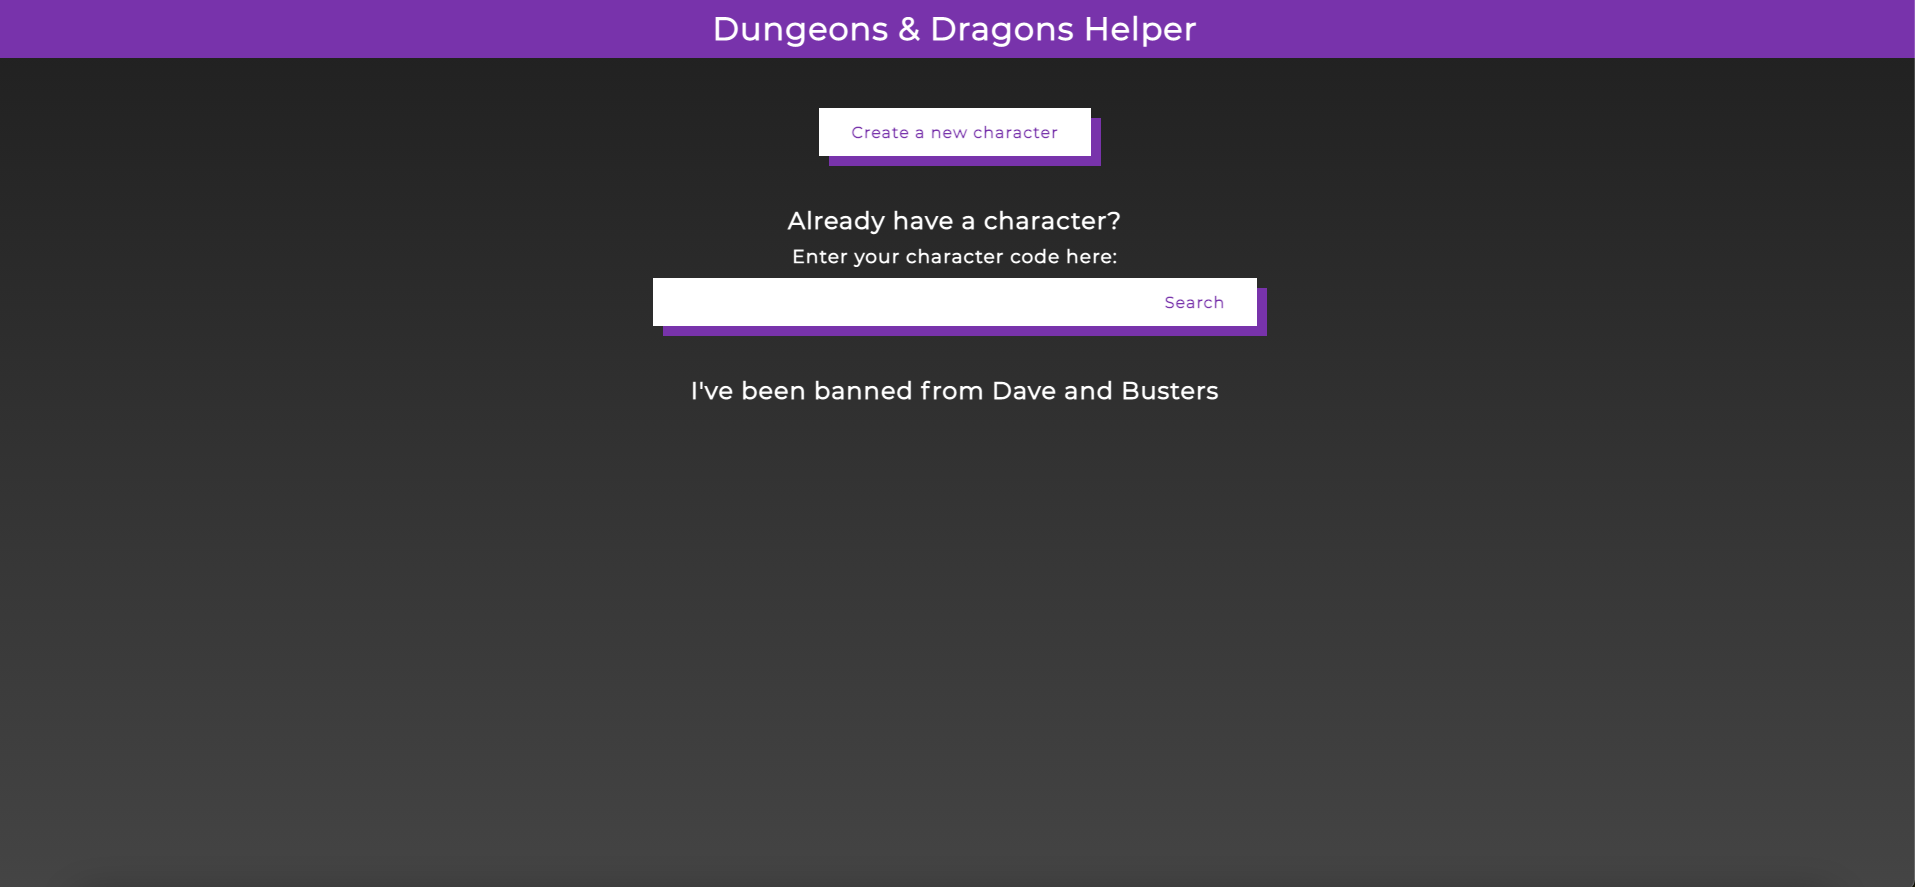 Dungeons & Dragons Helper
Create a new character
Already have a character?
Enter your character code here:
Search
I've been banned from Dave and Busters